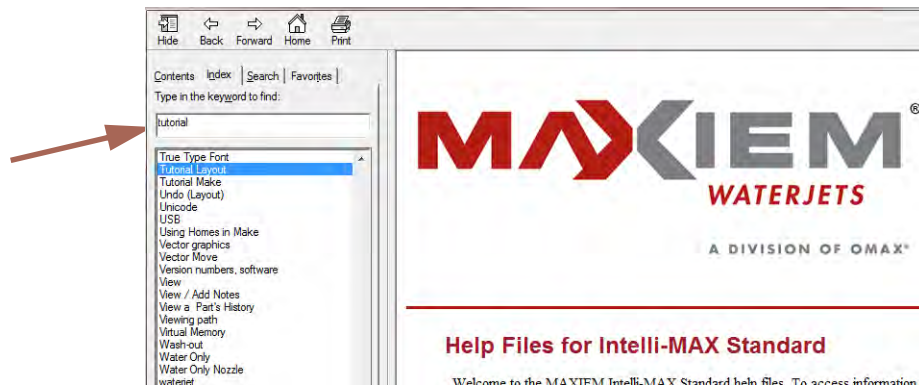 Hide Back Forward Home Print
Contents Index Search Favorites
Type in the keyword to find:
tutorial
True Type Font
Tutorial Layout
Tutorial Make
Undo (Layout)
Unicode
USB
Using Homes in Make
Vector graphics
Vector Move
Version numbers, software
View
View / Add Notes
View a Part's History
Viewing path
Virtual Memory
Wash-out
Water Only
Water Only Nozzle
waterjet
MAXIEM®
WATERJETS
A DIVISION OF OMAX®
Help Files for Intelli-MAX Standard
Welcome to the MAXIEM Intelli-MAX Standard help files. To access information